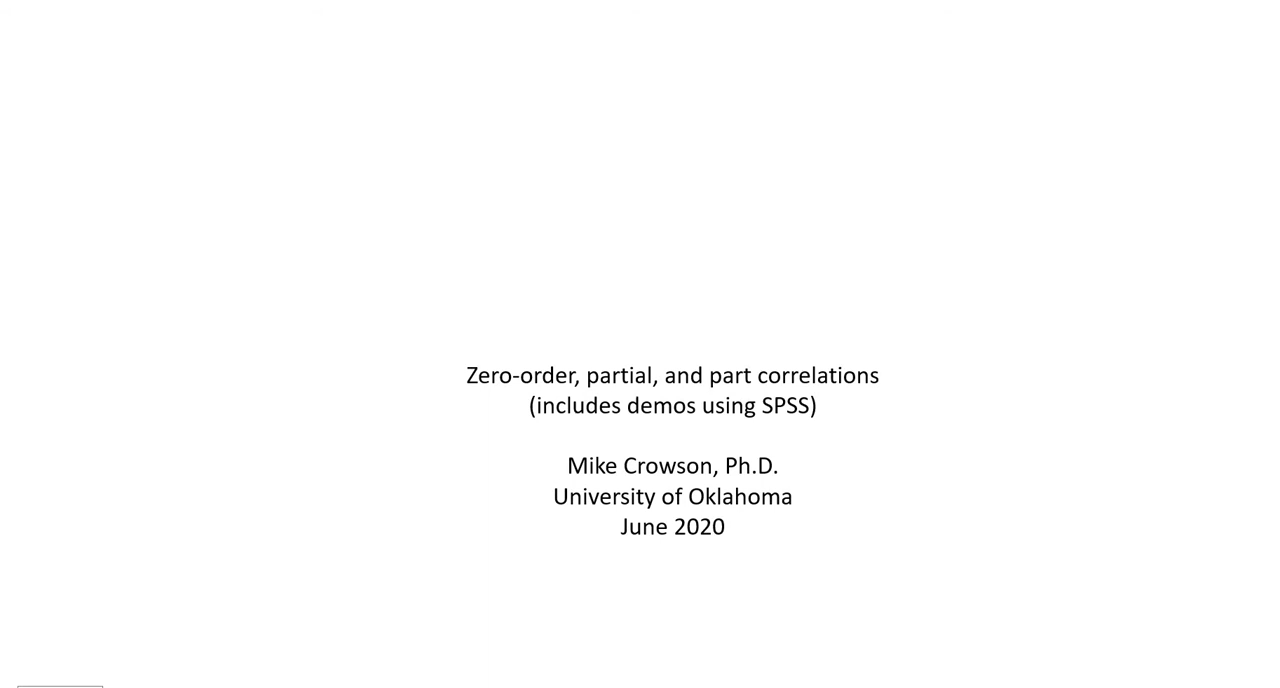 Zero-order, partial, and part correlations
(includes demos using SPSS)
Mike Crowson, Ph.D.
University of Oklahoma
June 2020